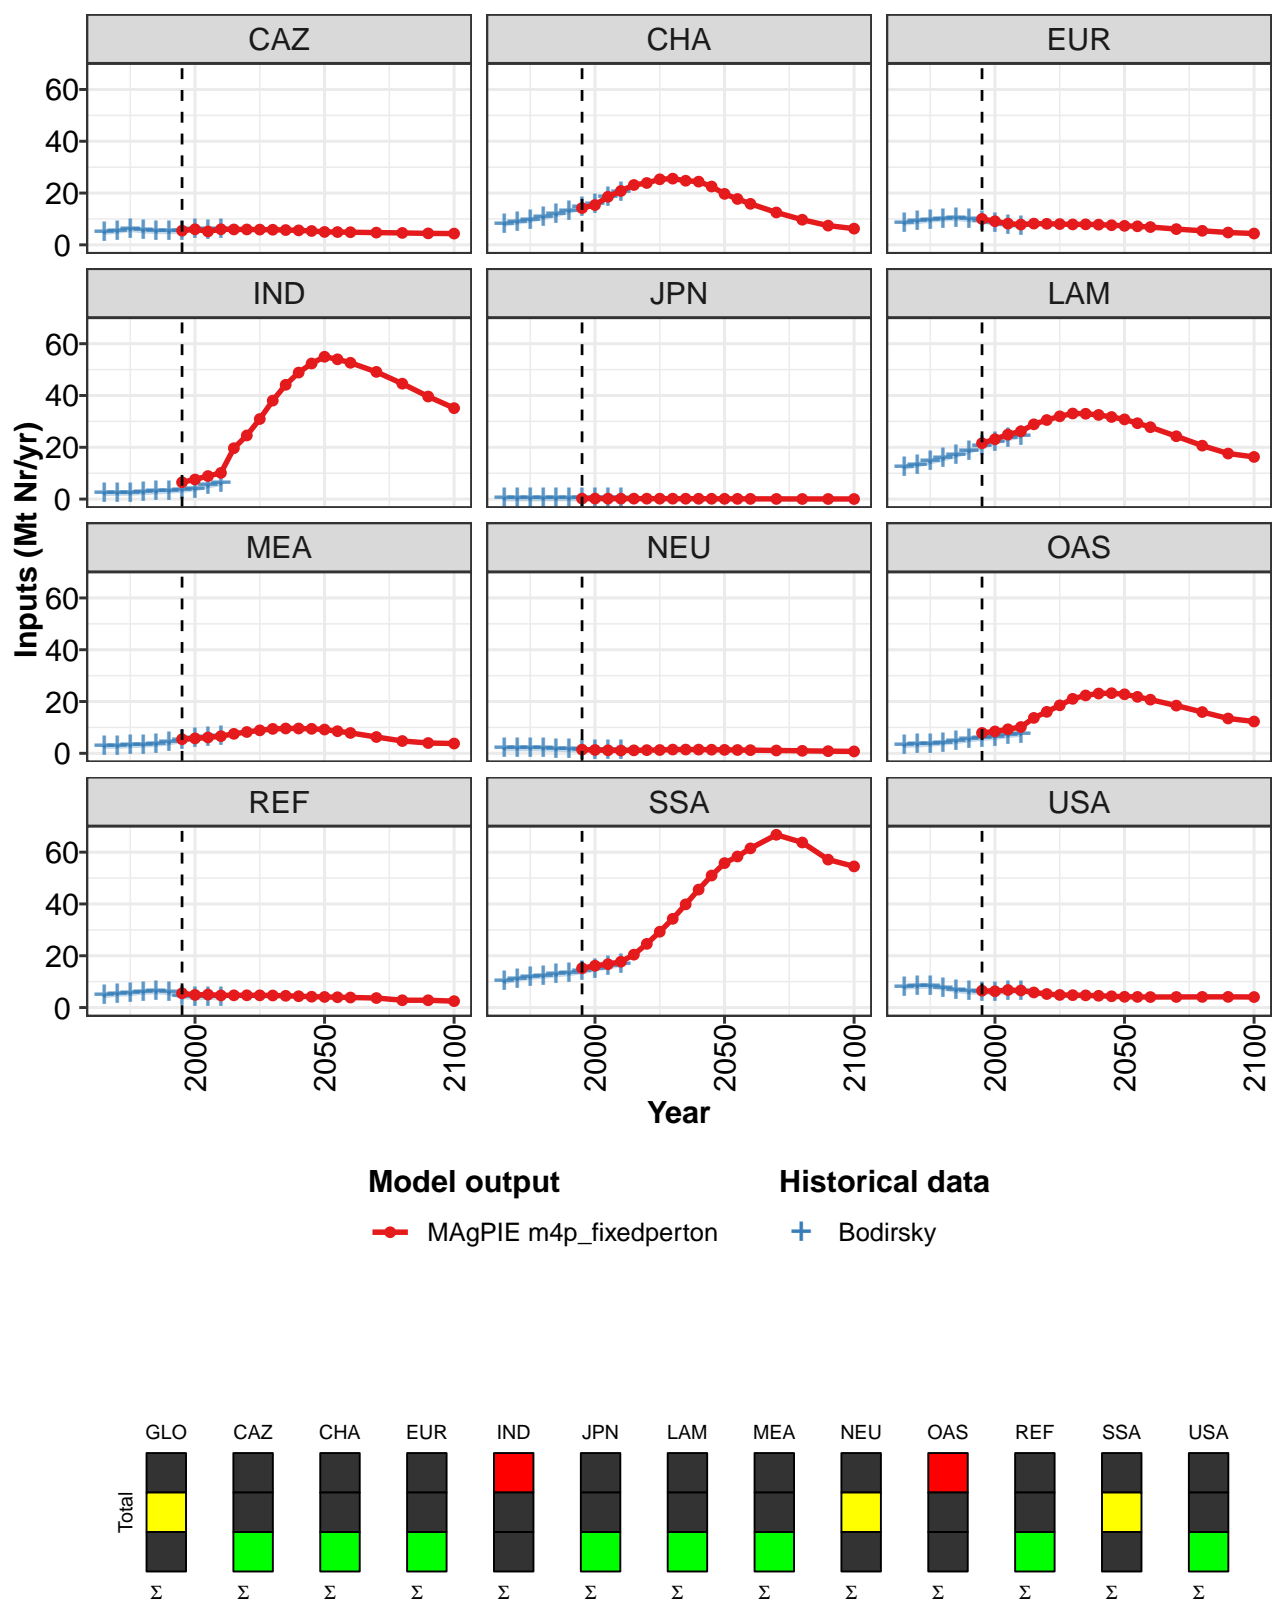 CAZ CHA EUR
60
40
20
0
IND JPN LAM
60
40
20
0
MEA NEU OAS
60
40
20
0
REF SSA USA
60
40
20
0
2000 2050 2100 2000 2050 2100 2000 2050 2100
Inputs (Mt Nr/yr)
Year
Model output Historical data
MAgPIE m4p_fixedperton Bodirsky
GLO CAZ CHA EUR IND JPN LAM MEA NEU OAS REF SSA USA
Total
Σ Σ Σ Σ Σ Σ Σ Σ Σ Σ Σ Σ Σ